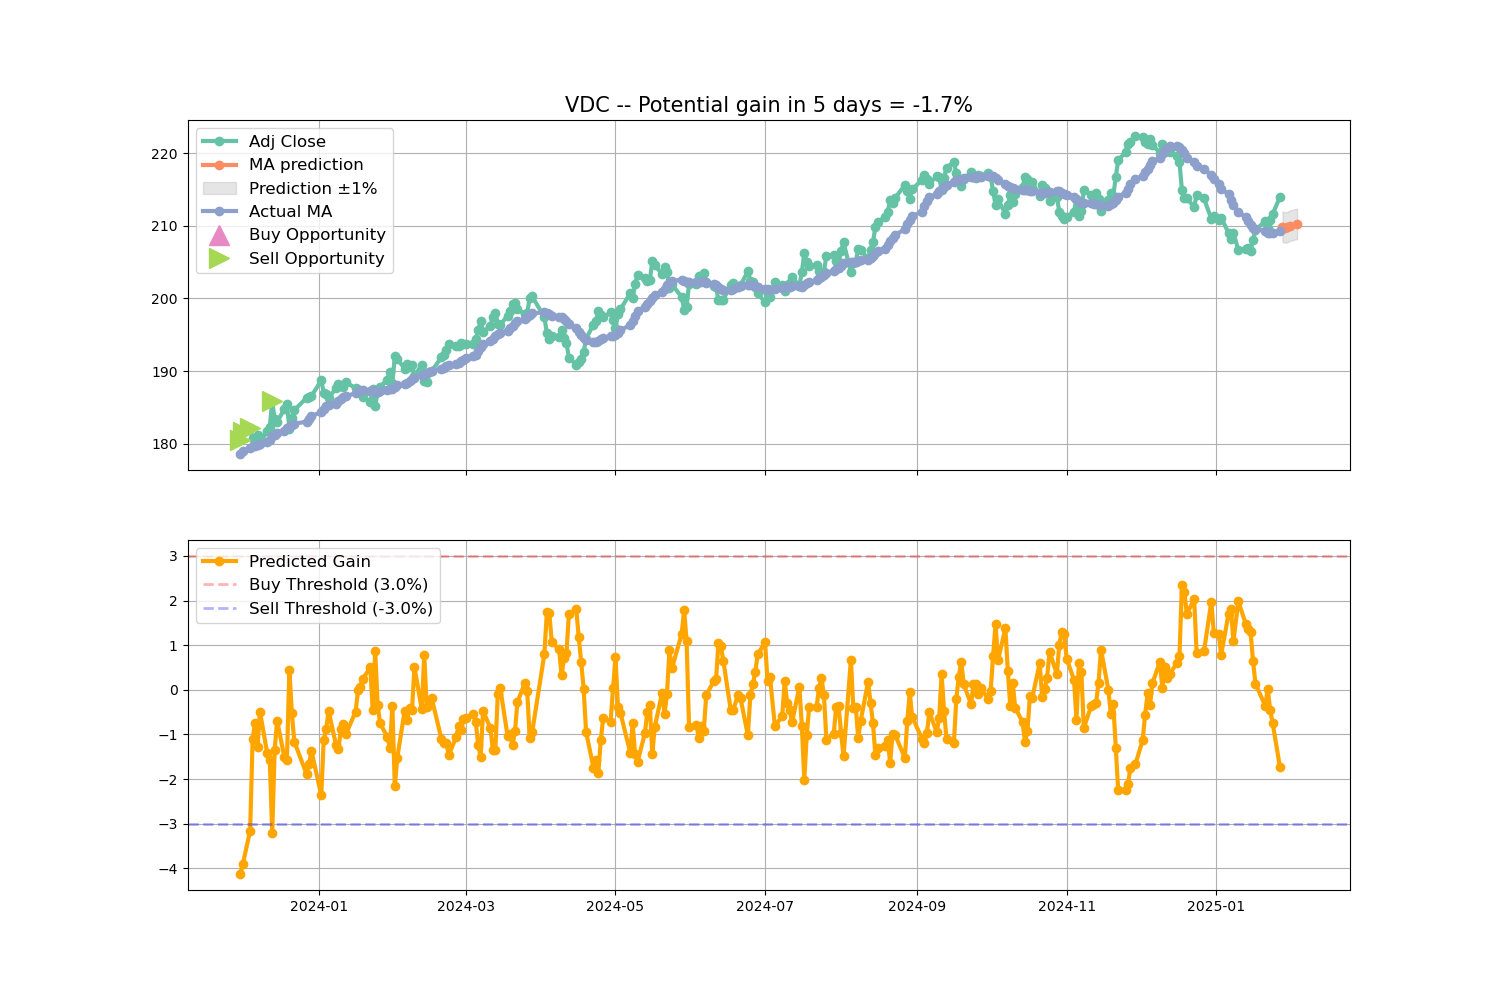 VDC -- Potential gain in 5 days = -1.7%
Adj Close
MA prediction
Prediction ±1%
Actual MA
Buy Opportunity
Sell Opportunity
220
210
200
190
180
Predicted Gain
Buy Threshold (3.0%)
Sell Threshold (-3.0%)
3
2
1
0
−1
−2
−3
−4
2024-01 2024-03 2024-05 2024-07 2024-09 2024-11 2025-01